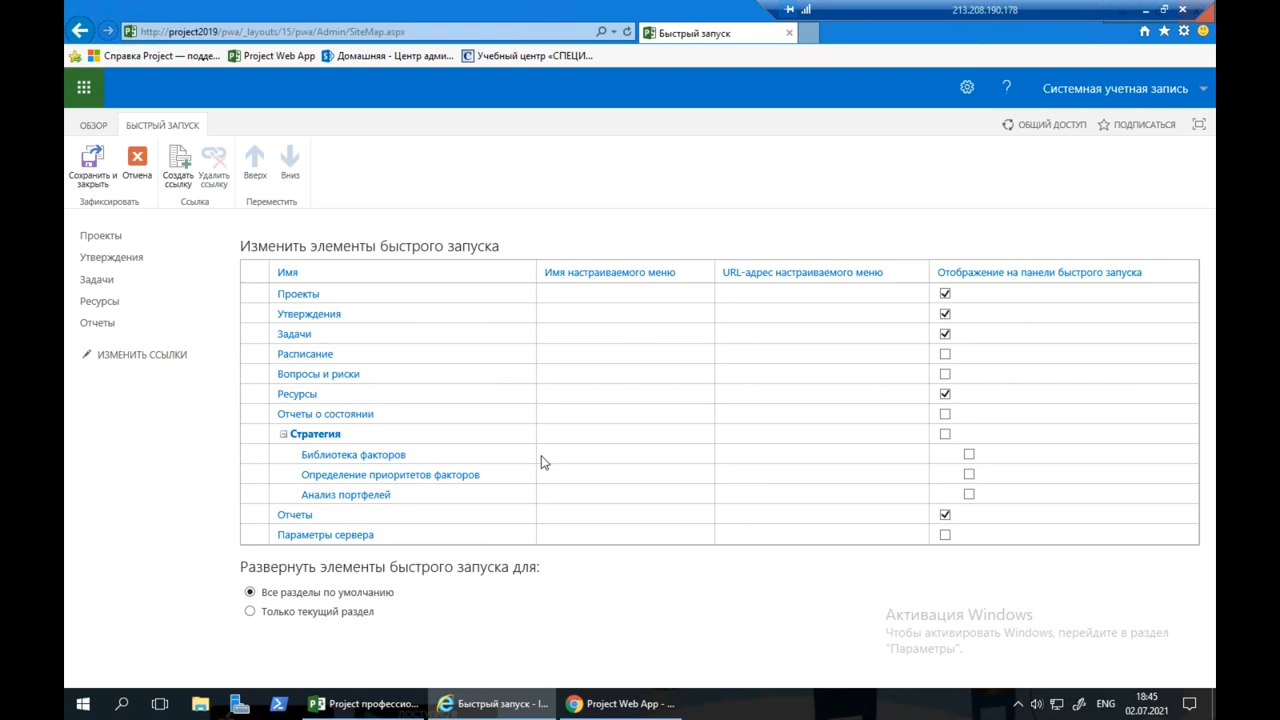 213.208.190.178
http://project2019/pwa/_layouts/15/pwa/Admin/SiteMap.aspx
Быстрый запуск
Справка Project — подде...
Project Web App
Домашняя - Центр адми...
Учебный центр «СПЕЦИ...
Системная учетная запись
ОБЗОР
БЫСТРЫЙ ЗАПУСК
ОБЩИЙ ДОСТУП
ПОДПИСАТЬСЯ
Сохранить и закрыть
Отмена
Создать ссылку
Удалить ссылку
Вверх
Вниз
Зафиксировать
Ссылка
Переместить
Проекты
Утверждения
Задачи
Ресурсы
Отчеты
ИЗМЕНИТЬ ССЫЛКИ
Изменить элементы быстрого запуска
Имя
Имя настраиваемого меню
URL-адрес настраиваемого меню
Отображение на панели быстрого запуска
Проекты
Утверждения
Задачи
Расписание
Вопросы и риски
Ресурсы
Отчеты о состоянии
Стратегия
Библиотека факторов
Определение приоритетов факторов
Анализ портфелей
Отчеты
Параметры сервера
Развернуть элементы быстрого запуска для:
Все разделы по умолчанию
Только текущий раздел
Активация Windows
Чтобы активировать Windows, перейдите в раздел
"Параметры".
Project професcио...
Быстрый запуск - I...
Project Web App - ...
ENG
18:45
02.07.2021